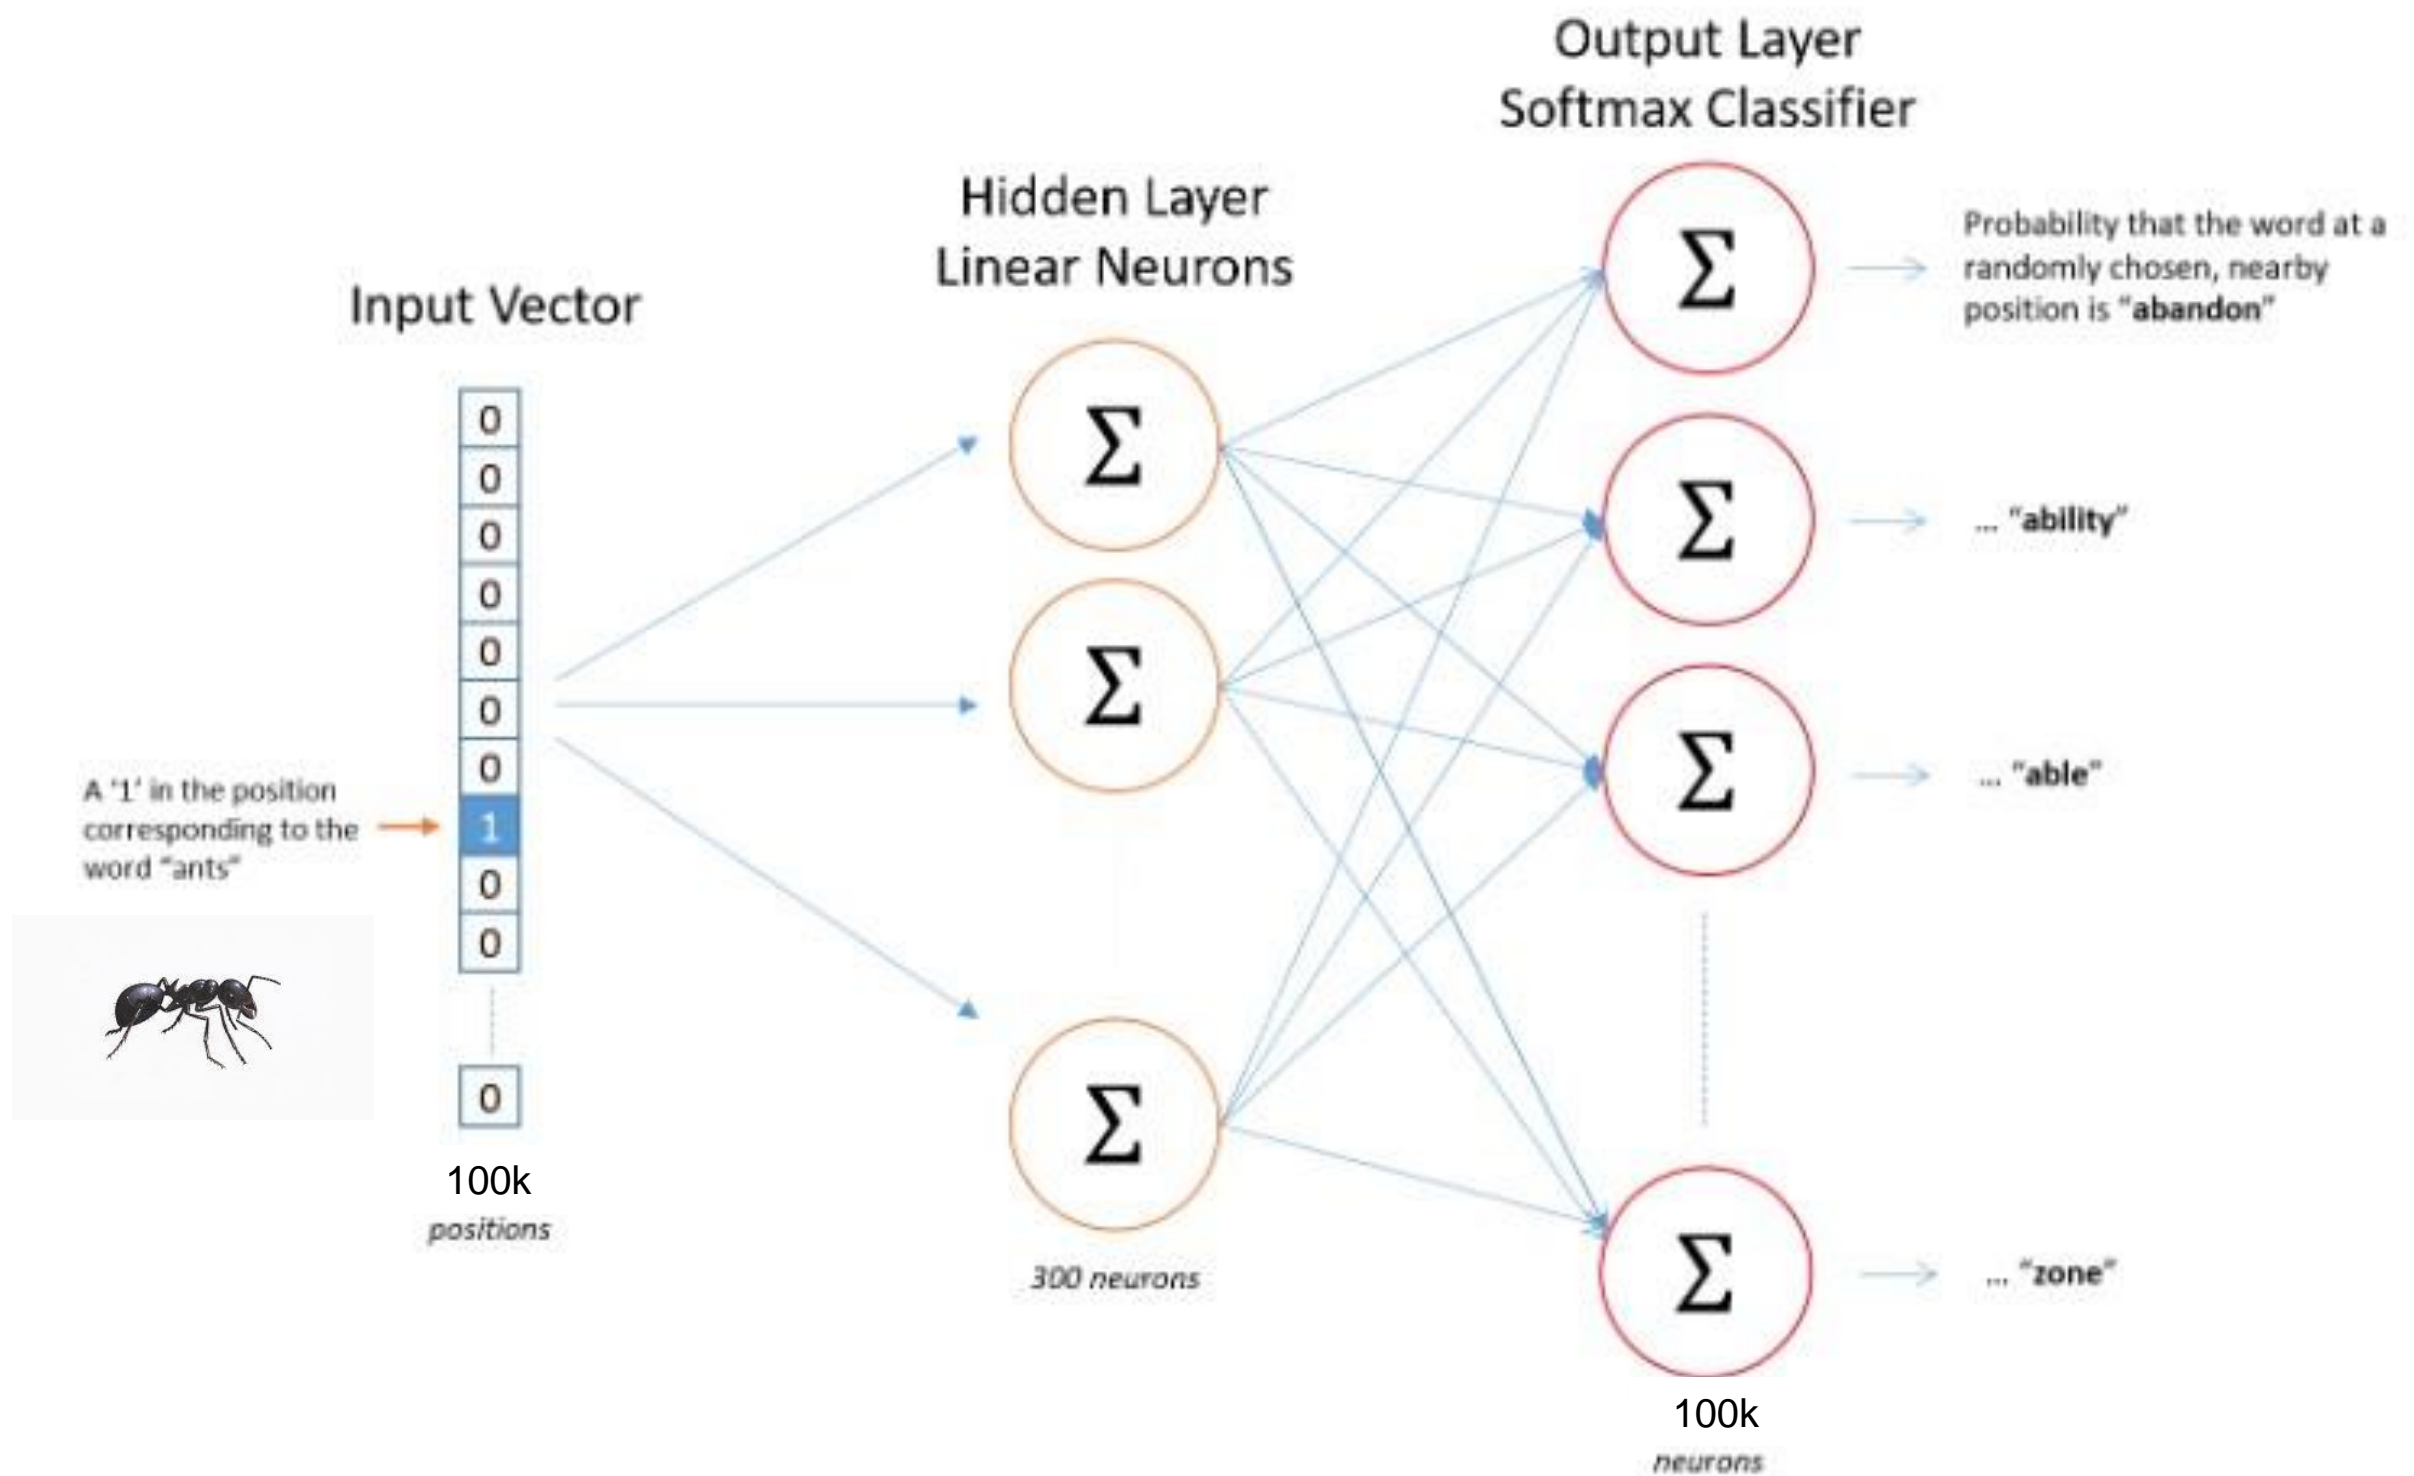 Output Layer
Softmax Classifier
Hidden Layer
Linear Neurons
Input Vector
0
0
0
0
0
0
0
1
0
0
0
A ‘1’ in the position
corresponding to the
word “ants”
100k
positions
Σ
Σ
Σ
300 neurons
Σ
Σ
Σ
Σ
Probability that the word at a
randomly chosen, nearby
position is “abandon”
... “ability”
... “able”
... “zone”
100k
neurons